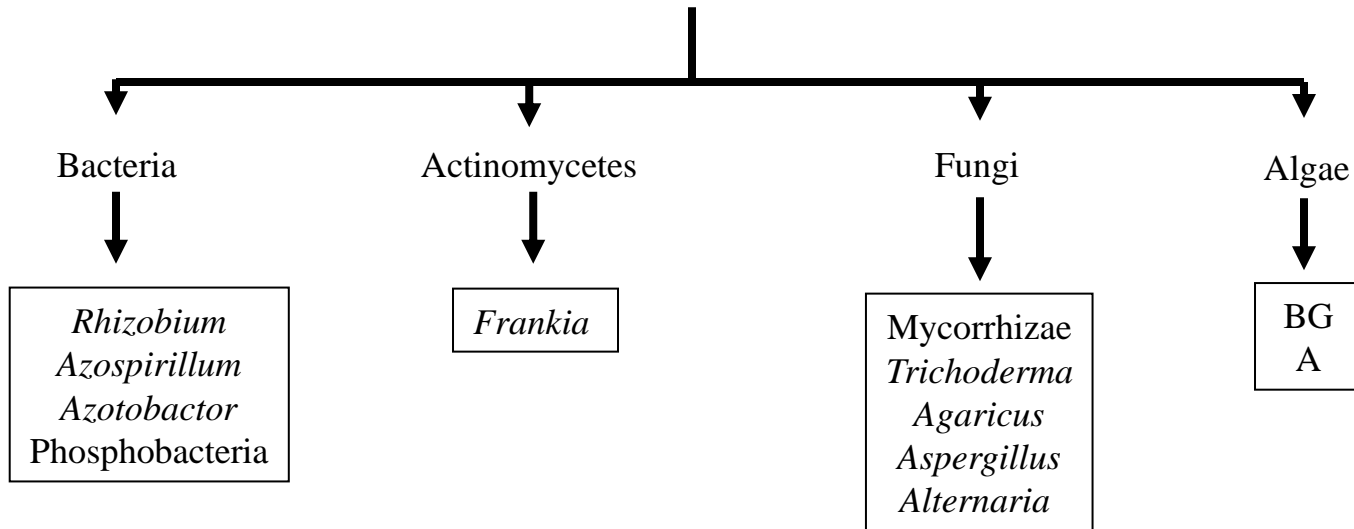 Bacteria
Actinomycetes
Fungi
Algae
Rhizobium
Azospirillum
Azotobactor
Phosphobacteria
Frankia
Mycorrhizae
Trichoderma
Agaricus
Aspergillus
Alternaria
BG
A